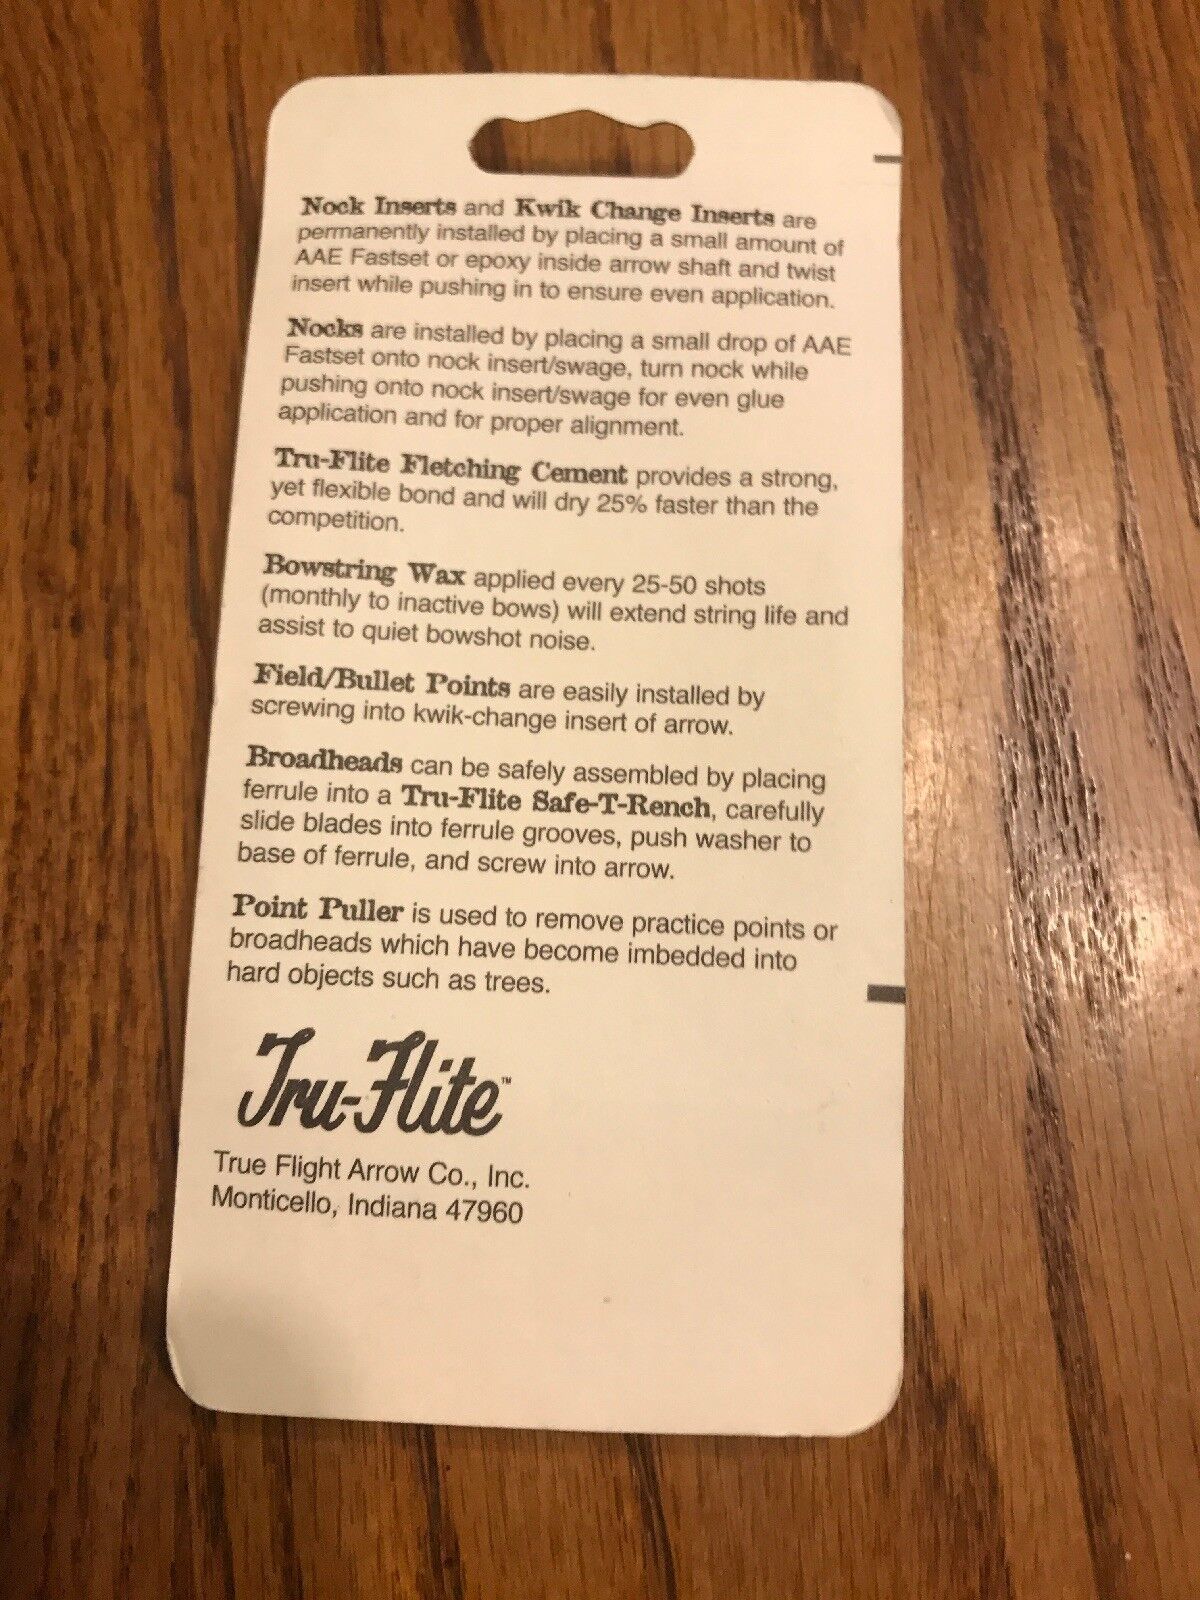 Nock Inserts and Kwik Change Inserts are
permanently installed by placing a small amount of
AAE Fastset or epoxy inside arrow shaft and twist
insert while pushing in to ensure even application.
Nocks are installed by placing a small drop of AAE
Fastset onto nock insert/swage, turn nock while
pushing onto nock insert/swage for even glue
application and for proper alignment.
Tru-Flite Fletching Cement provides a strong,
yet flexible bond and will dry 25% faster than the
competition.
Bowstring Wax applied every 25-50 shots
(monthly to inactive bows) will extend string life and
assist to quiet bowshot noise.
Field/Bullet Points are easily installed by
screwing into kwik-change insert of arrow.
Broadheads can be safely assembled by placing
ferrule into a Tru-Flite Safe-T-Rench, carefully
slide blades into ferrule grooves, push washer to
base of ferrule, and screw into arrow.
Point Puller is used to remove practice points or
broadheads which have become imbedded into
hard objects such as trees.
Tru-Flite™
True Flight Arrow Co., Inc.
Monticello, Indiana 47960